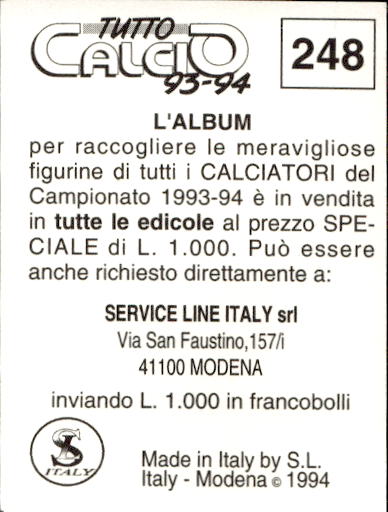 TUTTO
CALCIO
93-94
248
L'ALBUM
per raccogliere le meravigliose
figurine di tutti i CALCIATORI del
Campionato 1993-94 è in vendita
in tutte le edicole al prezzo SPE-
CIALE di L. 1.000. Può essere
anche richiesto direttamente a:
SERVICE LINE ITALY srl
Via San Faustino,157/i
41100 MODENA
inviando L. 1.000 in francobolli
SL
ITALY
Made in Italy by S.L.
Italy - Modena © 1994